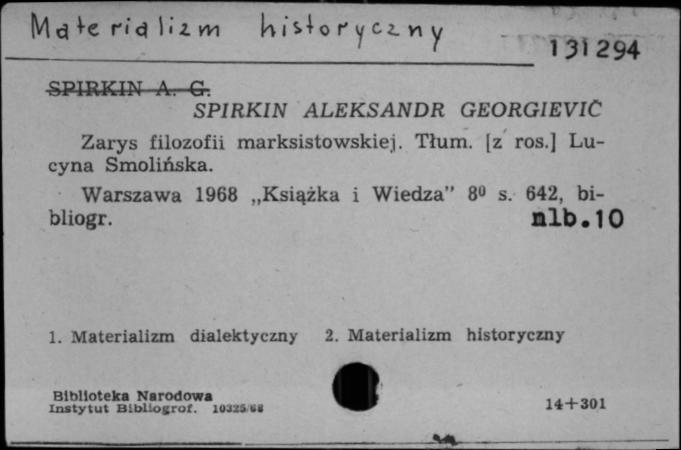 Materializm historyczny
131294
SPIRKIN A. G.
SPIRKIN ALEKSANDR GEORGIEVIČ
Zarys filozofii marksistowskiej. Tłum. [z ros.] Lu-
cyna Smolińska.
Warszawa 1968 „Książka i Wiedza” 8⁰ s. 642, bi-
bliogr.
nlb.10
1. Materializm dialektyczny 2. Materializm historyczny
Biblioteka Narodowa
Instytut Bibliogrof. 10325/68
14+301